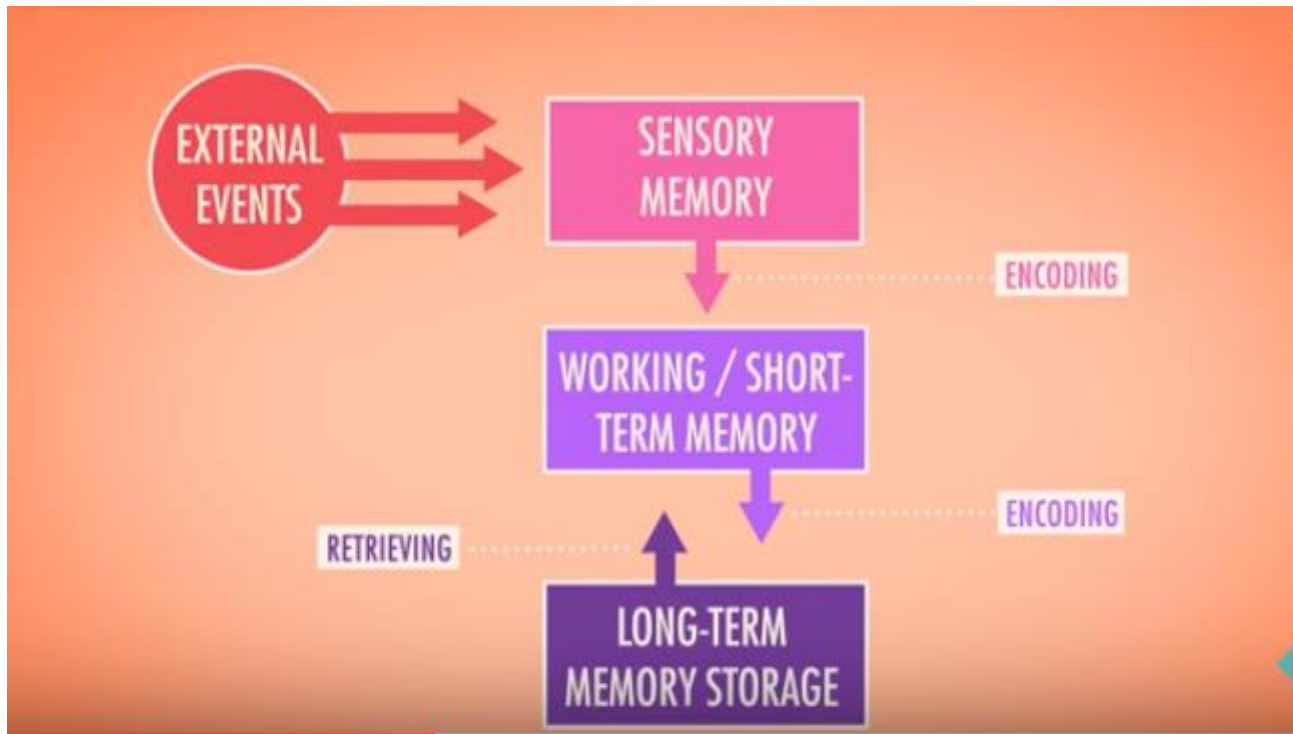 EXTERNAL
EVENTS
SENSORY
MEMORY
ENCODING
WORKING / SHORT-
TERM MEMORY
ENCODING
RETRIEVING
LONG-TERM
MEMORY STORAGE